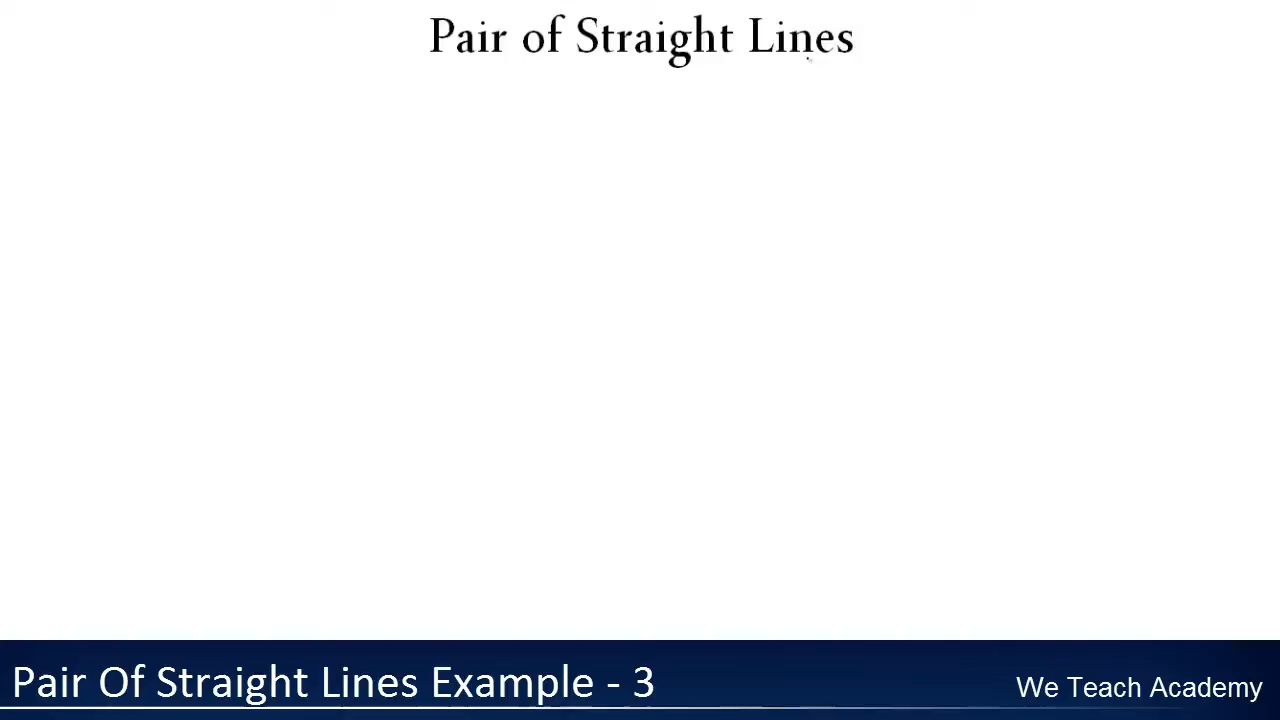 Pair of Straight Lines
Pair Of Straight Lines Example - 3
We Teach Academy